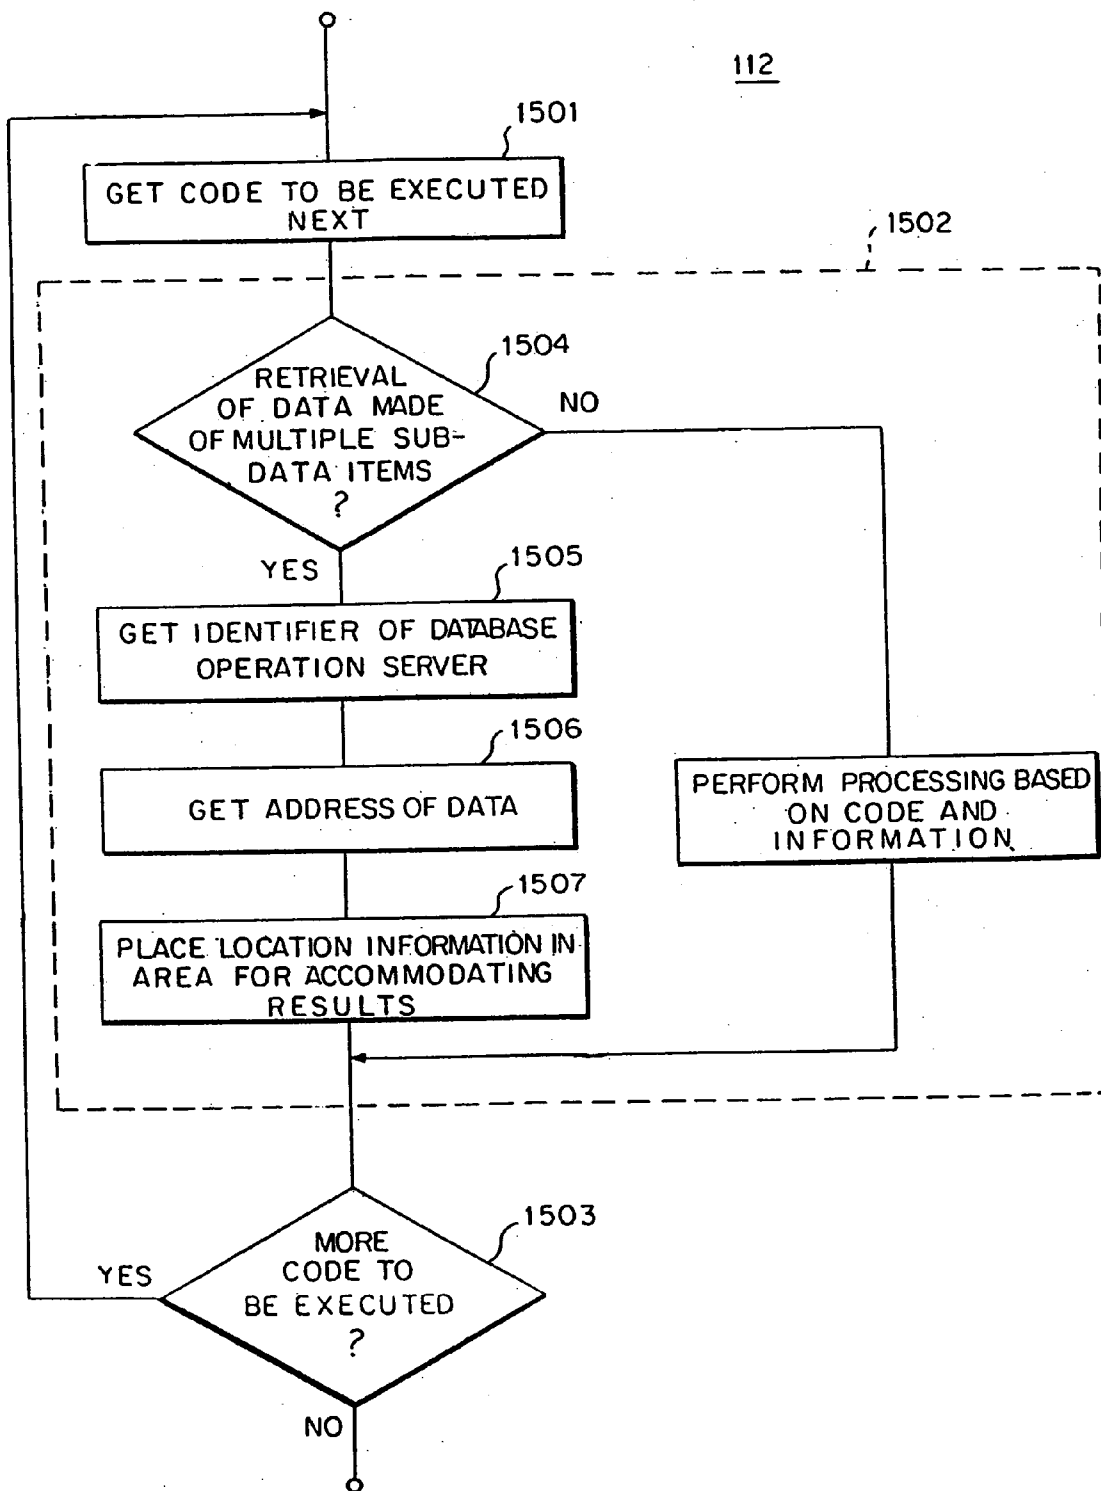 112
1501
GET CODE TO BE EXECUTED
NEXT
1502
1504
RETRIEVAL
OF DATA MADE
OF MULTIPLE SUB-
DATA ITEMS
?
NO
YES
1505
GET IDENTIFIER OF DATABASE
OPERATION SERVER
1506
GET ADDRESS OF DATA
PERFORM PROCESSING BASED
ON CODE AND
INFORMATION
1507
PLACE LOCATION INFORMATION IN
AREA FOR ACCOMMODATING
RESULTS
1503
MORE
CODE TO
BE EXECUTED
?
YES
NO